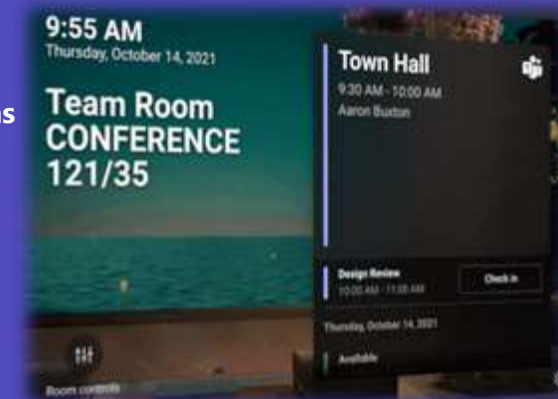 9:55 AM
Thursday, October 14, 2021
Team Room
CONFERENCE
121/35
Room controls
Town Hall
9:30 AM - 10:00 AM
Aaron Buxton
Design Review
10:00 AM - 11:00 AM
Check in
Thursday, October 14, 2021
Available